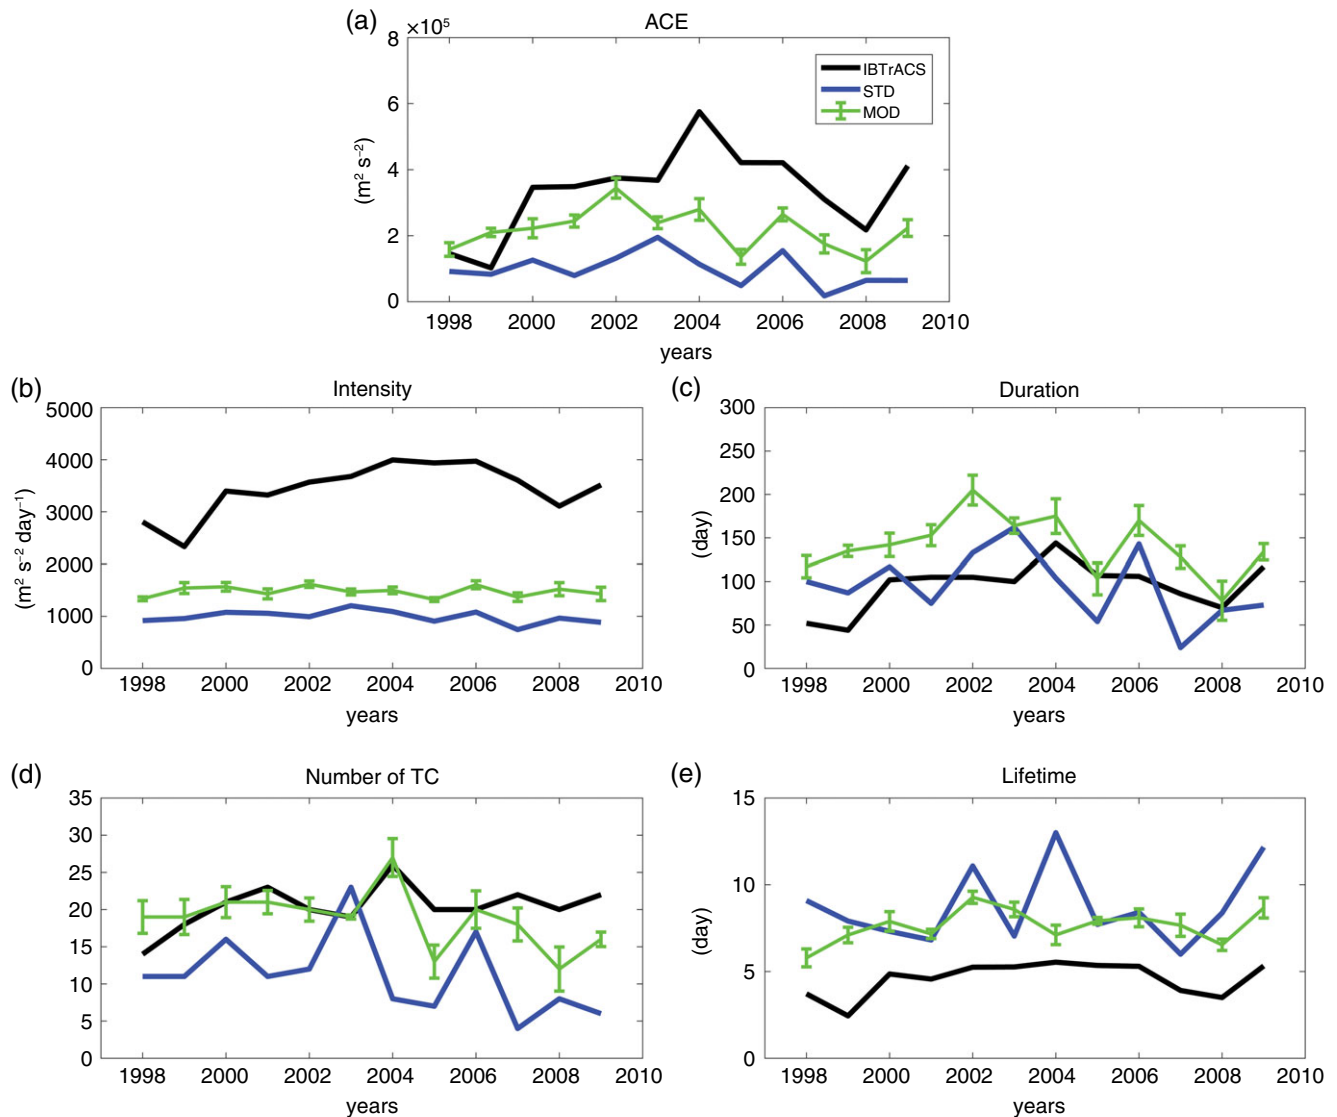 (a)
ACE
×10⁵
8
6
4
2
0
(m² s⁻²)
IBTrACS
STD
MOD
1998 2000 2002 2004 2006 2008 2010
years
(b)
Intensity
5000
4000
3000
2000
1000
0
(m² s⁻² day⁻¹)
1998 2000 2002 2004 2006 2008 2010
years
(c)
Duration
300
250
200
150
100
50
0
(day)
1998 2000 2002 2004 2006 2008 2010
years
(d)
Number of TC
35
30
25
20
15
10
5
0
1998 2000 2002 2004 2006 2008 2010
years
(e)
Lifetime
15
10
5
0
(day)
1998 2000 2002 2004 2006 2008 2010
years